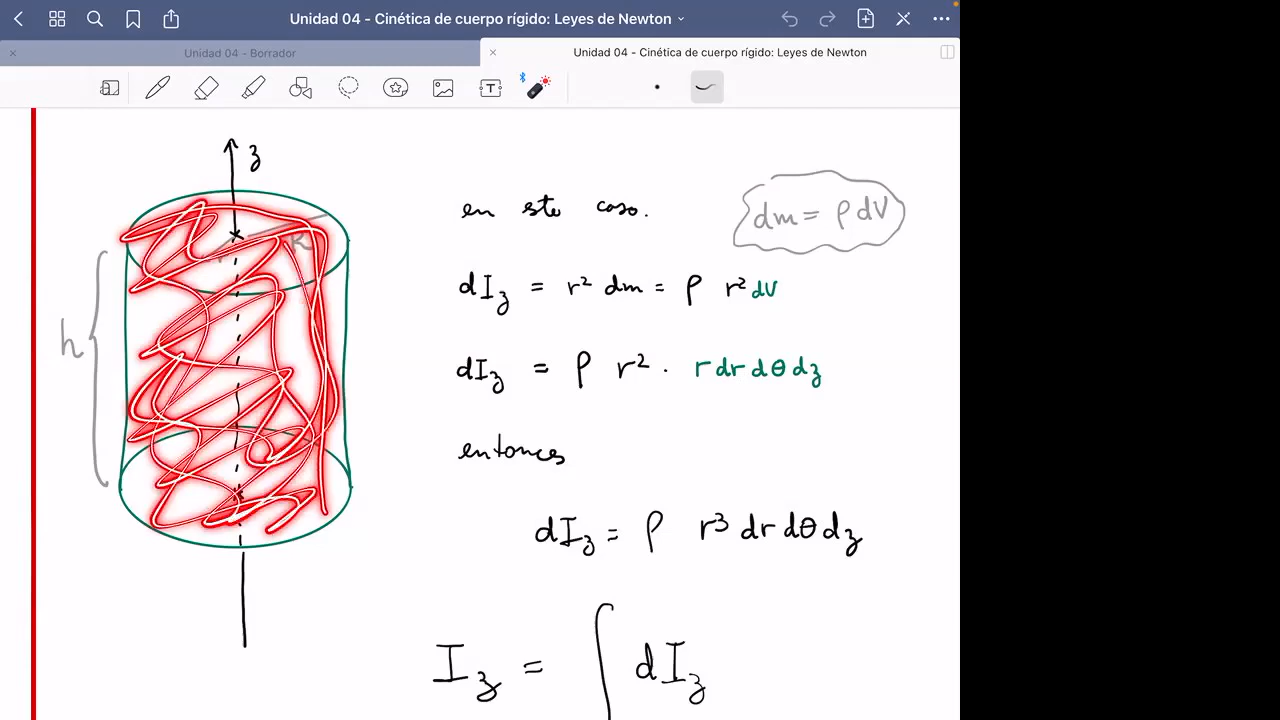 Unidad 04 - Cinética de cuerpo rígido: Leyes de Newton
Unidad 04 - Borrador
Unidad 04 - Cinética de cuerpo rígido: Leyes de Newton
z
en este caso.
dm = ρ dV
R
dI_z = r² dm = ρ r² dV
h
dI_z = ρ r² · r dr dθ dz
entonces
dI_z = ρ r³ dr dθ dz
I_z = ∫ dI_z